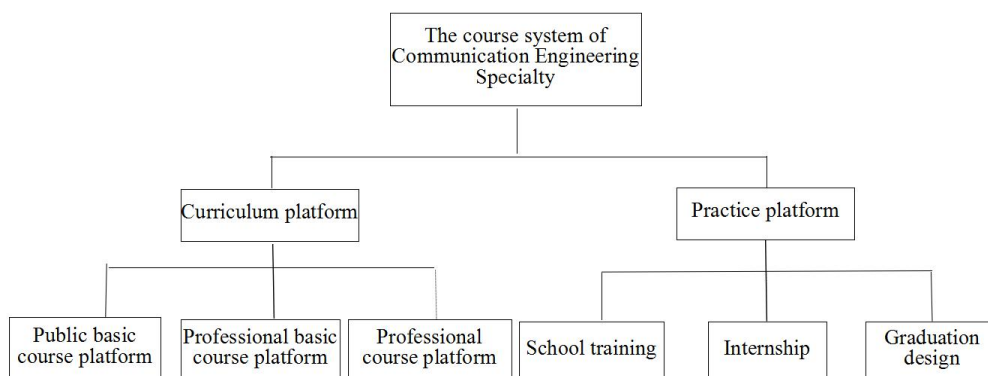 The course system of
Communication Engineering
Specialty
Curriculum platform
Practice platform
Public basic
course platform
Professional basic
course platform
Professional
course platform
School training
Internship
Graduation
design